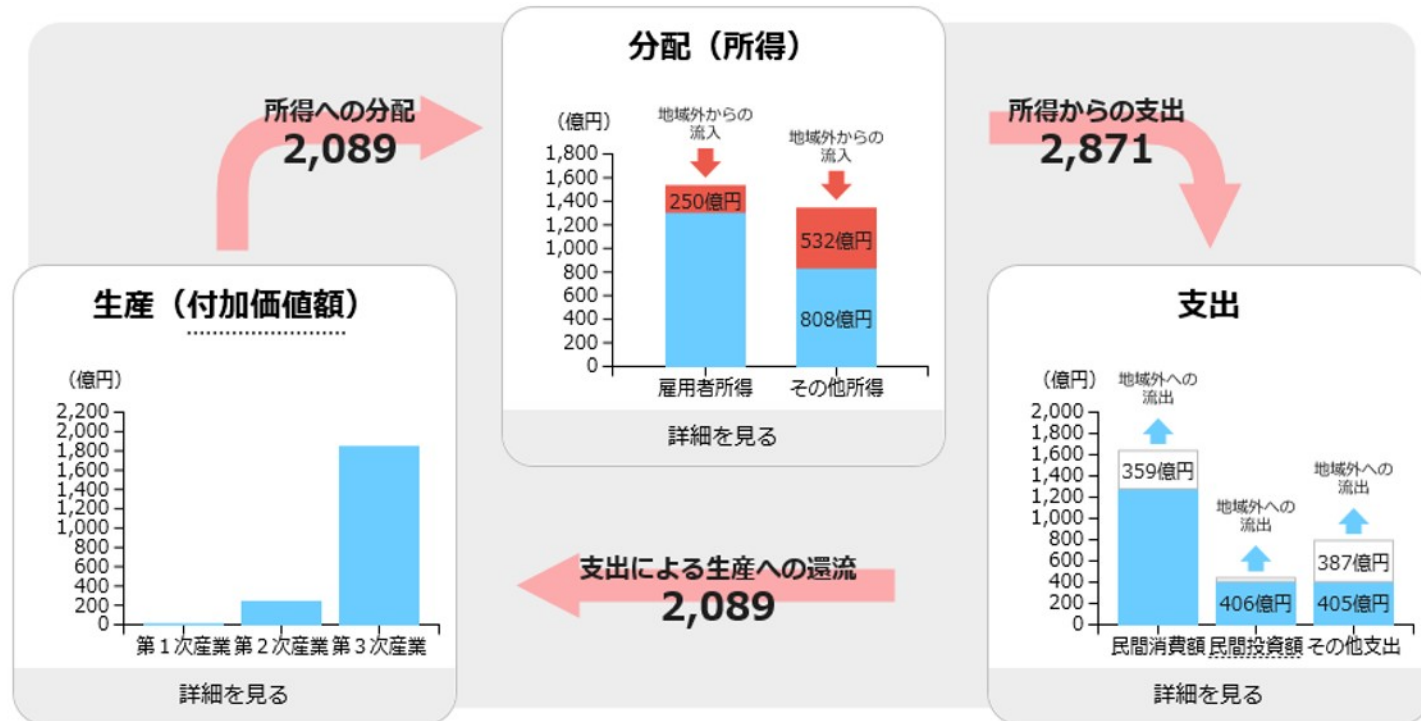 分配（所得）
所得への分配
2,089
（億円）
地域外からの
流入
地域外からの
流入
1,800
1,600
1,400
1,200
1,000
800
600
400
200
0
250億円
532億円
808億円
雇用者所得
その他所得
詳細を見る
所得からの支出
2,871
生産（付加価値額）
（億円）
2,200
2,000
1,800
1,600
1,400
1,200
1,000
800
600
400
200
0
第１次産業
第２次産業
第３次産業
詳細を見る
支出による生産への還流
2,089
支出
（億円）
地域外への
流出
地域外への
流出
地域外への
流出
2,000
1,800
1,600
1,400
1,200
1,000
800
600
400
200
0
359億円
406億円
387億円
405億円
民間消費額
民間投資額
その他支出
詳細を見る